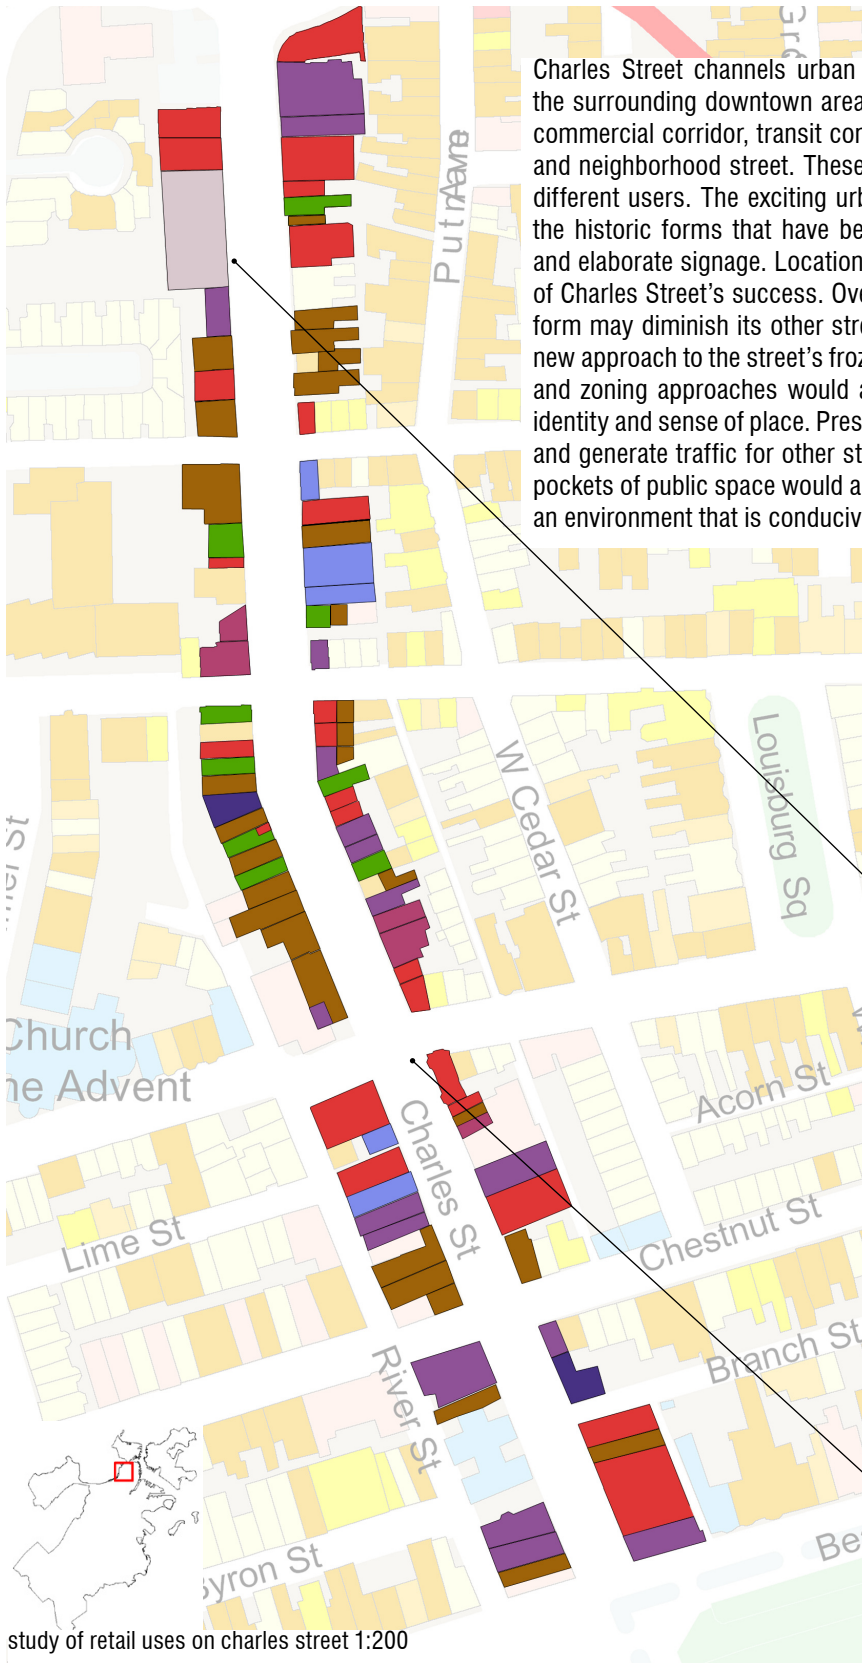 Charles Street channels urban
the surrounding downtown area
commercial corridor, transit cor
and neighborhood street. These
different users. The exciting urb
the historic forms that have be
and elaborate signage. Location
of Charles Street's success. Ove
form may diminish its other stre
new approach to the street's froz
and zoning approaches would a
identity and sense of place. Pres
and generate traffic for other st
pockets of public space would a
an environment that is conduciv
Louisburg Sq
W Cedar St
Church
he Advent
Acorn St
Charles St
Lime St
Chestnut St
Branch St
River St
Byron St
Be
study of retail uses on charles street 1:200